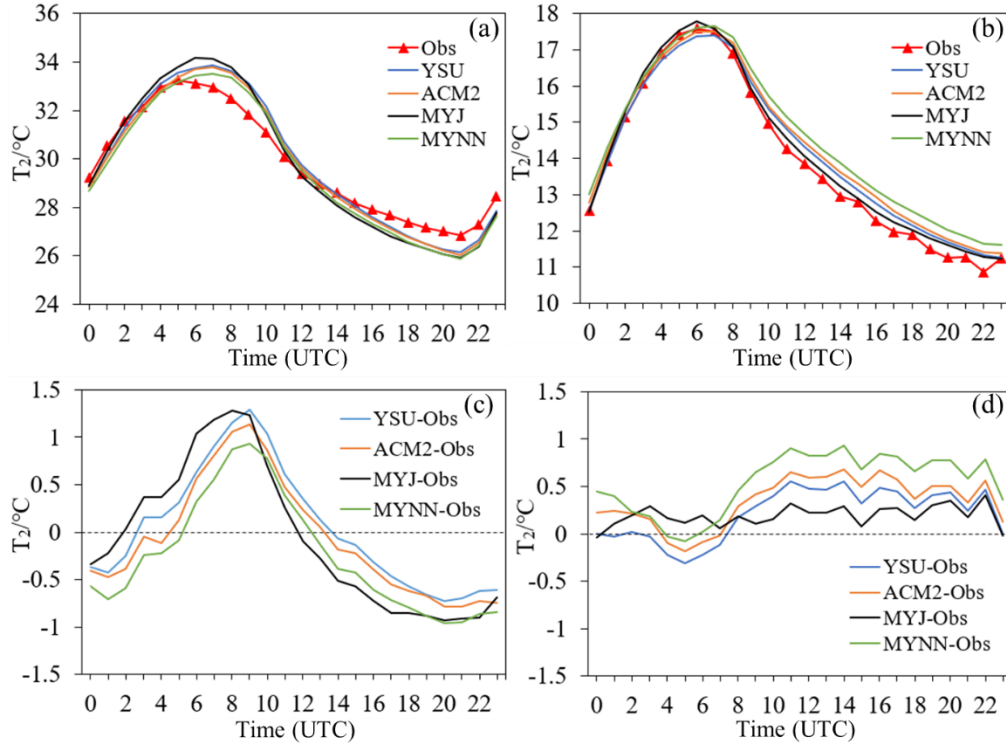 (a)
T₂/°C
36
34
32
30
28
26
24
Obs
YSU
ACM2
MYJ
MYNN
0 2 4 6 8 10 12 14 16 18 20 22
Time (UTC)
(b)
T₂/°C
18
17
16
15
14
13
12
11
10
Obs
YSU
ACM2
MYJ
MYNN
0 2 4 6 8 10 12 14 16 18 20 22
Time (UTC)
(c)
T₂/°C
1.5
1
0.5
0
-0.5
-1
-1.5
YSU-Obs
ACM2-Obs
MYJ-Obs
MYNN-Obs
0 2 4 6 8 10 12 14 16 18 20 22
Time (UTC)
(d)
T₂/°C
1.5
1
0.5
0
-0.5
-1
-1.5
YSU-Obs
ACM2-Obs
MYJ-Obs
MYNN-Obs
0 2 4 6 8 10 12 14 16 18 20 22
Time (UTC)